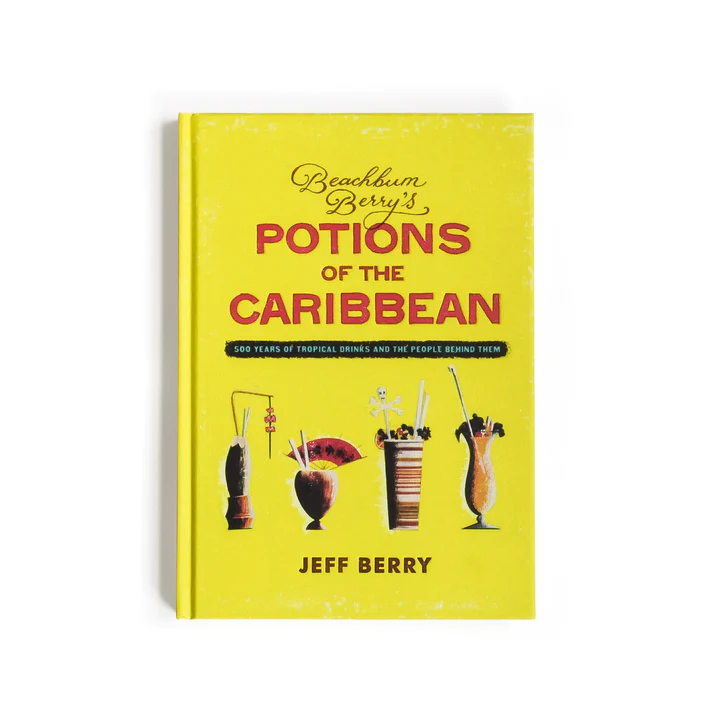 Beachbum
Berry's
POTIONS
OF THE
CARIBBEAN
500 YEARS OF TROPICAL DRINKS AND THE PEOPLE BEHIND THEM
JEFF BERRY